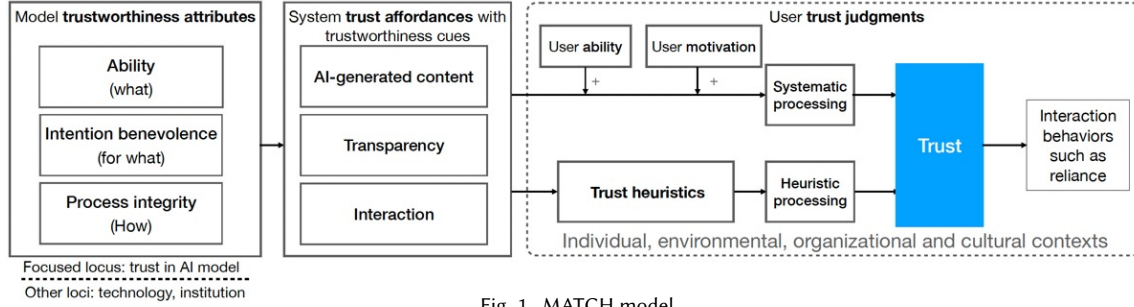 Model trustworthiness attributes
Ability
(what)
Intention benevolence
(for what)
Process integrity
(How)
Focused locus: trust in AI model
Other loci: technology, institution
System trust affordances with
trustworthiness cues
AI-generated content
Transparency
Interaction
User trust judgments
User ability
User motivation
+
+
Systematic
processing
Trust heuristics
Heuristic
processing
Trust
Interaction
behaviors
such as
reliance
Individual, environmental, organizational and cultural contexts
Fig. 1. MATCH model